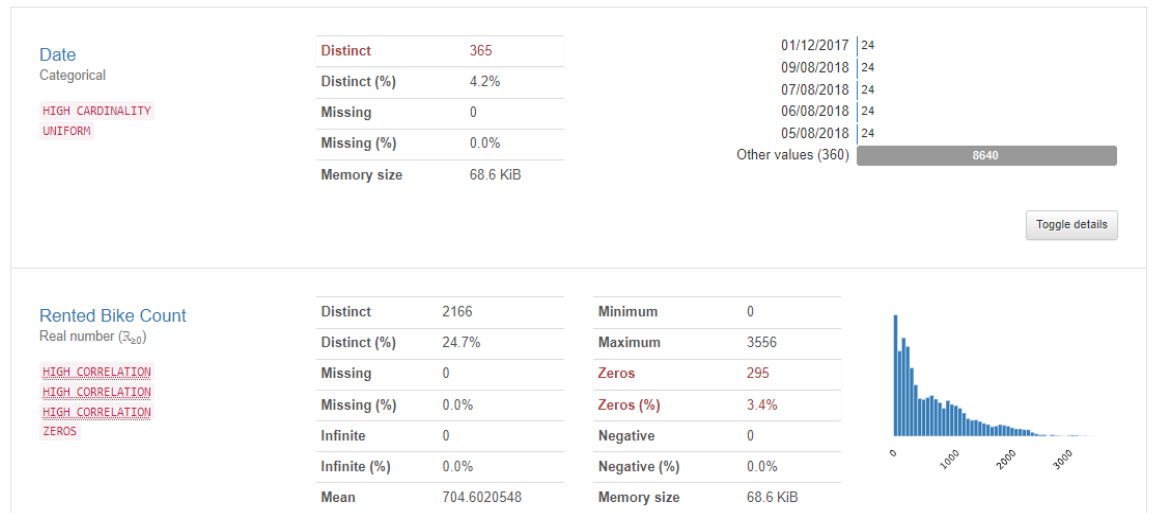 Date
Categorical
HIGH CARDINALITY
UNIFORM
Distinct 365
Distinct (%) 4.2%
Missing 0
Missing (%) 0.0%
Memory size 68.6 KiB
01/12/2017 24
09/08/2018 24
07/08/2018 24
06/08/2018 24
05/08/2018 24
Other values (360) 8640
Toggle details
Rented Bike Count
Real number (ℝ≥0)
HIGH CORRELATION
HIGH CORRELATION
HIGH CORRELATION
ZEROS
Distinct 2166
Distinct (%) 24.7%
Missing 0
Missing (%) 0.0%
Infinite 0
Infinite (%) 0.0%
Mean 704.6020548
Minimum 0
Maximum 3556
Zeros 295
Zeros (%) 3.4%
Negative 0
Negative (%) 0.0%
Memory size 68.6 KiB
0 1000 2000 3000